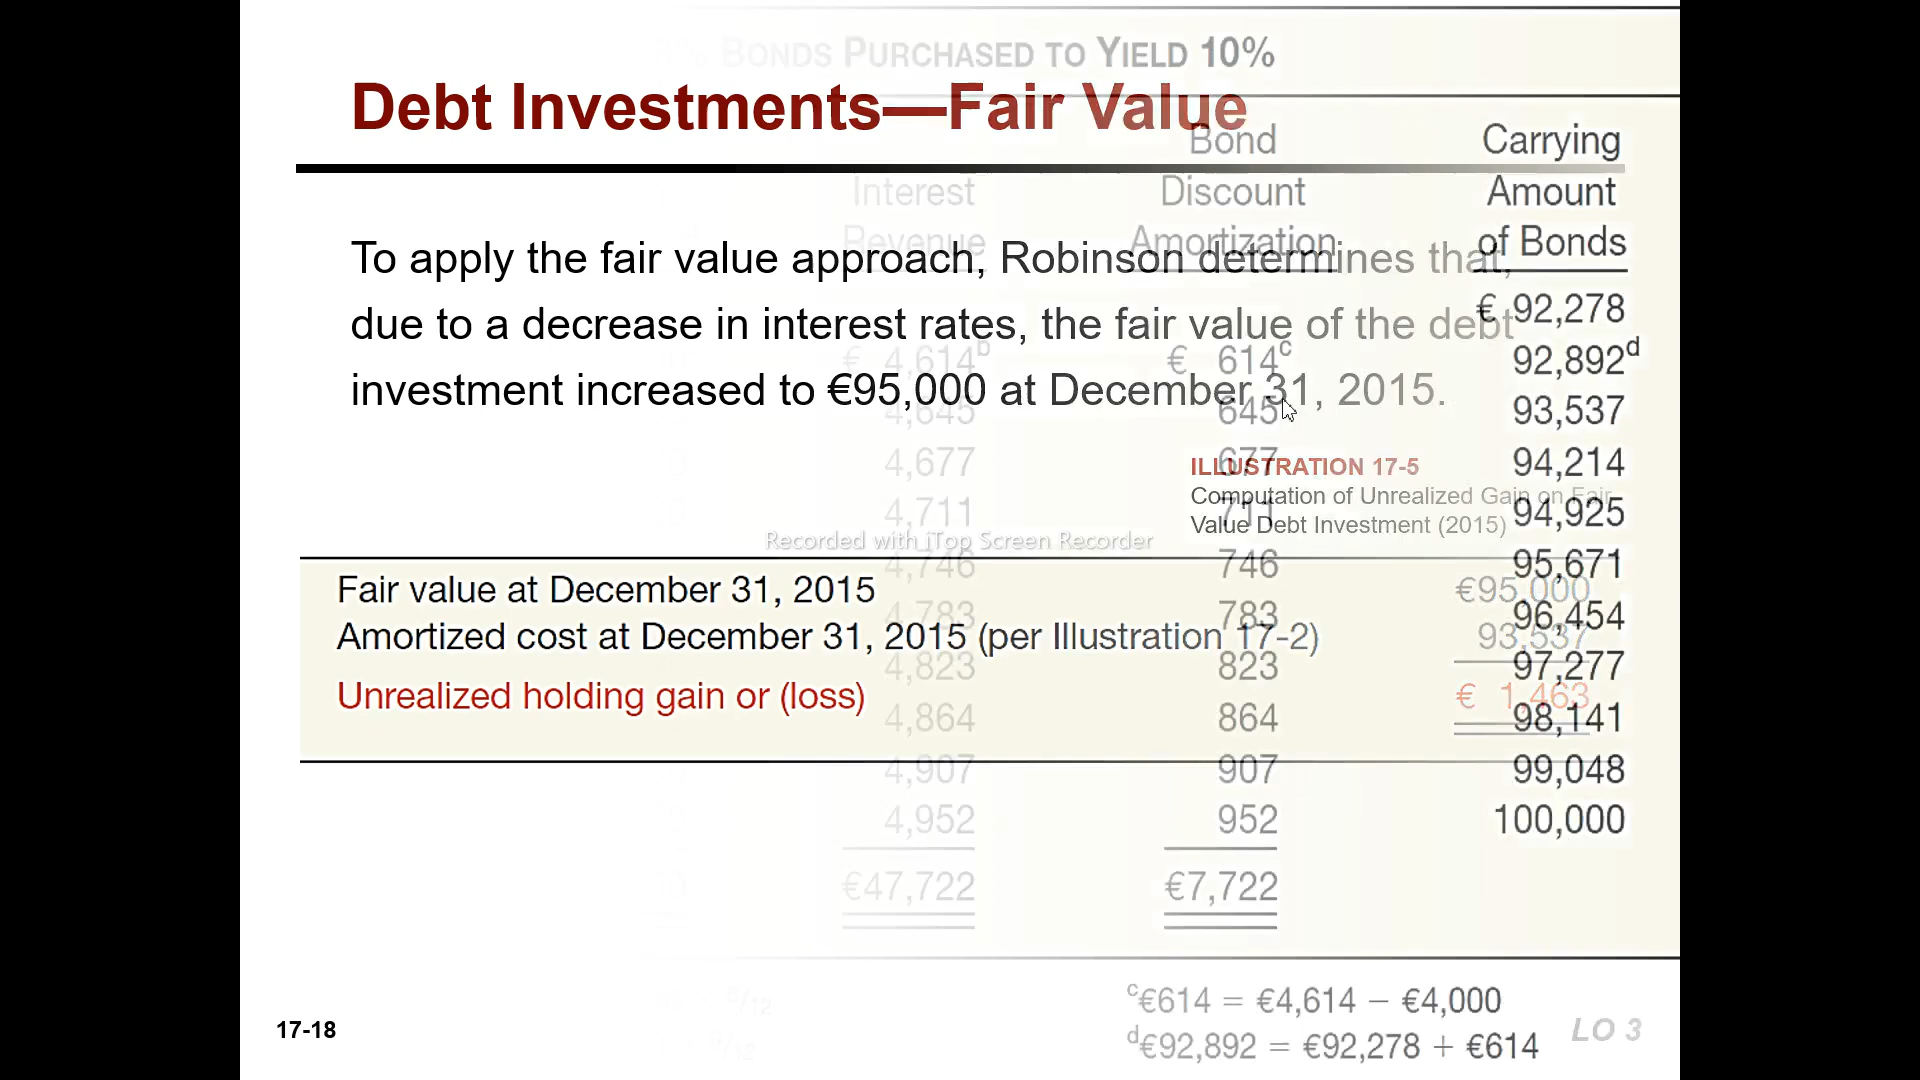 BONDS PURCHASED TO YIELD 10%
Debt Investments—Fair Value
Bond Carrying
Interest Discount Amount
Revenue Amortization of Bonds
To apply the fair value approach, Robinson determines that,
due to a decrease in interest rates, the fair value of the debt
investment increased to €95,000 at December 31, 2015.
€ 92,278
€ 4,614b € 614c 92,892d
4,645 645 93,537
4,677 677 94,214
4,711 711 94,925
4,746 746 95,671
4,783 783 96,454
4,823 823 97,277
4,864 864 98,141
4,907 907 99,048
4,952 952 100,000
€47,722 €7,722
ILLUSTRATION 17-5
Computation of Unrealized Gain on Fair
Value Debt Investment (2015)
Recorded with iTop Screen Recorder
Fair value at December 31, 2015 €95,000
Amortized cost at December 31, 2015 (per Illustration 17-2) 93,537
Unrealized holding gain or (loss) € 1,463
c€614 = €4,614 − €4,000
d€92,892 = €92,278 + €614
17-18
LO 3